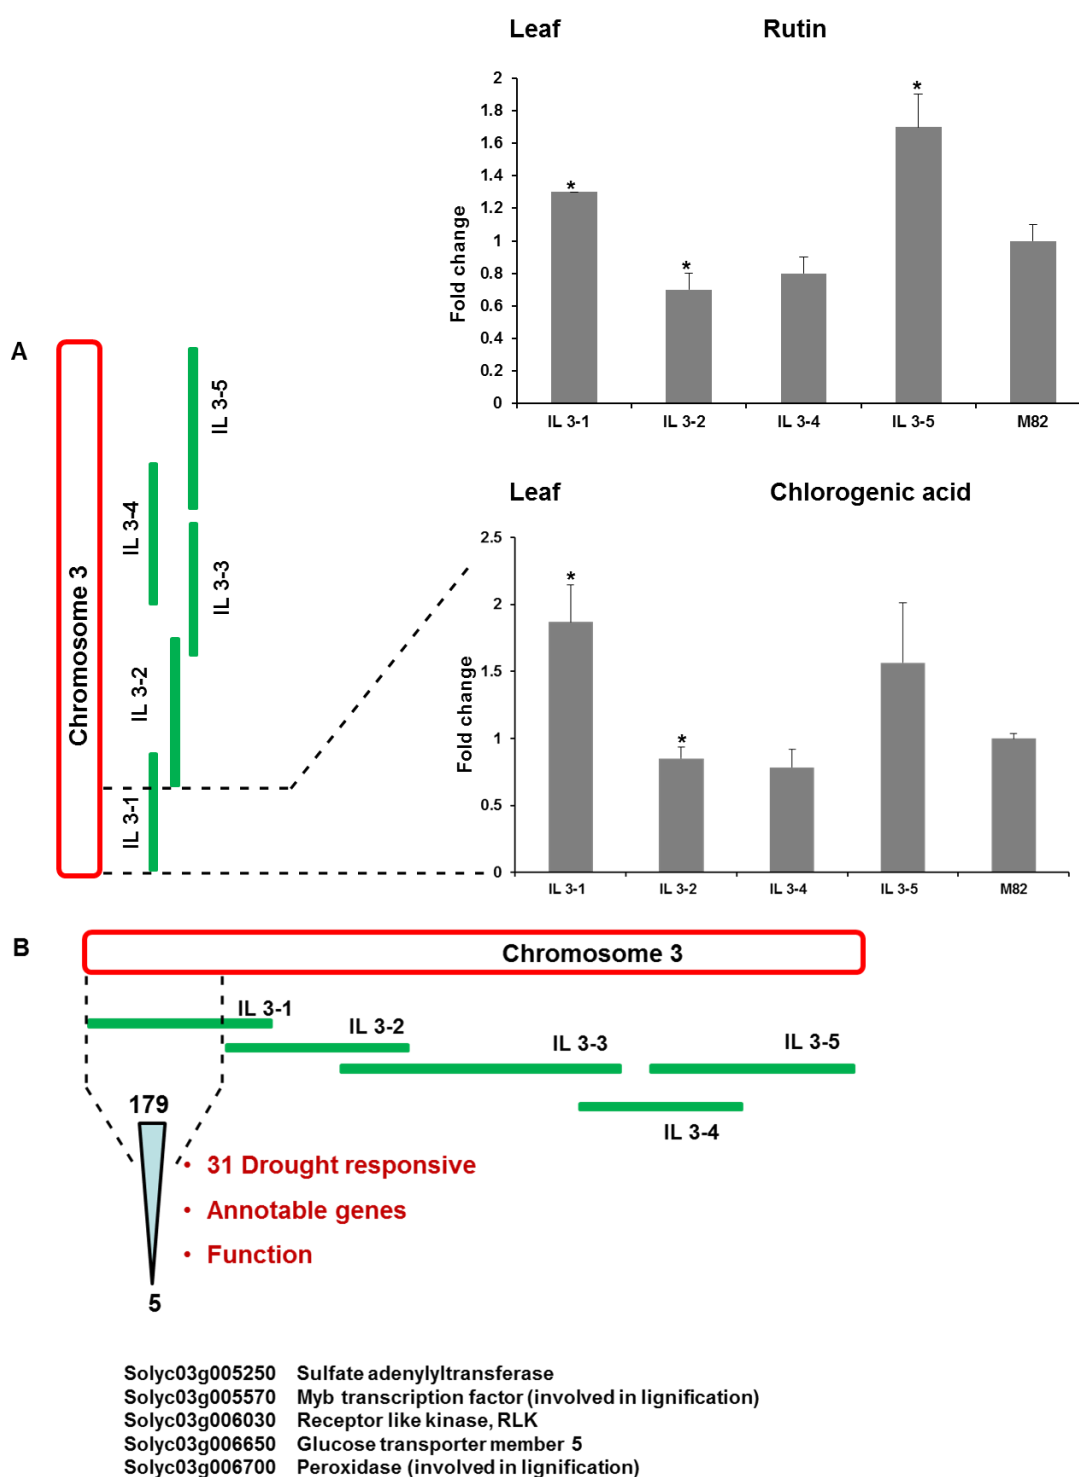 Leaf Rutin
2
1.8
1.6
1.4
1.2
1
0.8
0.6
0.4
0.2
0
Fold change
*
*
*
IL 3-1 IL 3-2 IL 3-4 IL 3-5 M82
A
Chromosome 3
IL 3-5
IL 3-4
IL 3-3
IL 3-2
IL 3-1
Leaf Chlorogenic acid
2.5
2
1.5
1
0.5
0
Fold change
*
*
IL 3-1 IL 3-2 IL 3-4 IL 3-5 M82
B
Chromosome 3
IL 3-1
IL 3-2
IL 3-3
IL 3-5
IL 3-4
179
• 31 Drought responsive
• Annotable genes
• Function
5
Solyc03g005250 Sulfate adenylyltransferase
Solyc03g005570 Myb transcription factor (involved in lignification)
Solyc03g006030 Receptor like kinase, RLK
Solyc03g006650 Glucose transporter member 5
Solyc03g006700 Peroxidase (involved in lignification)